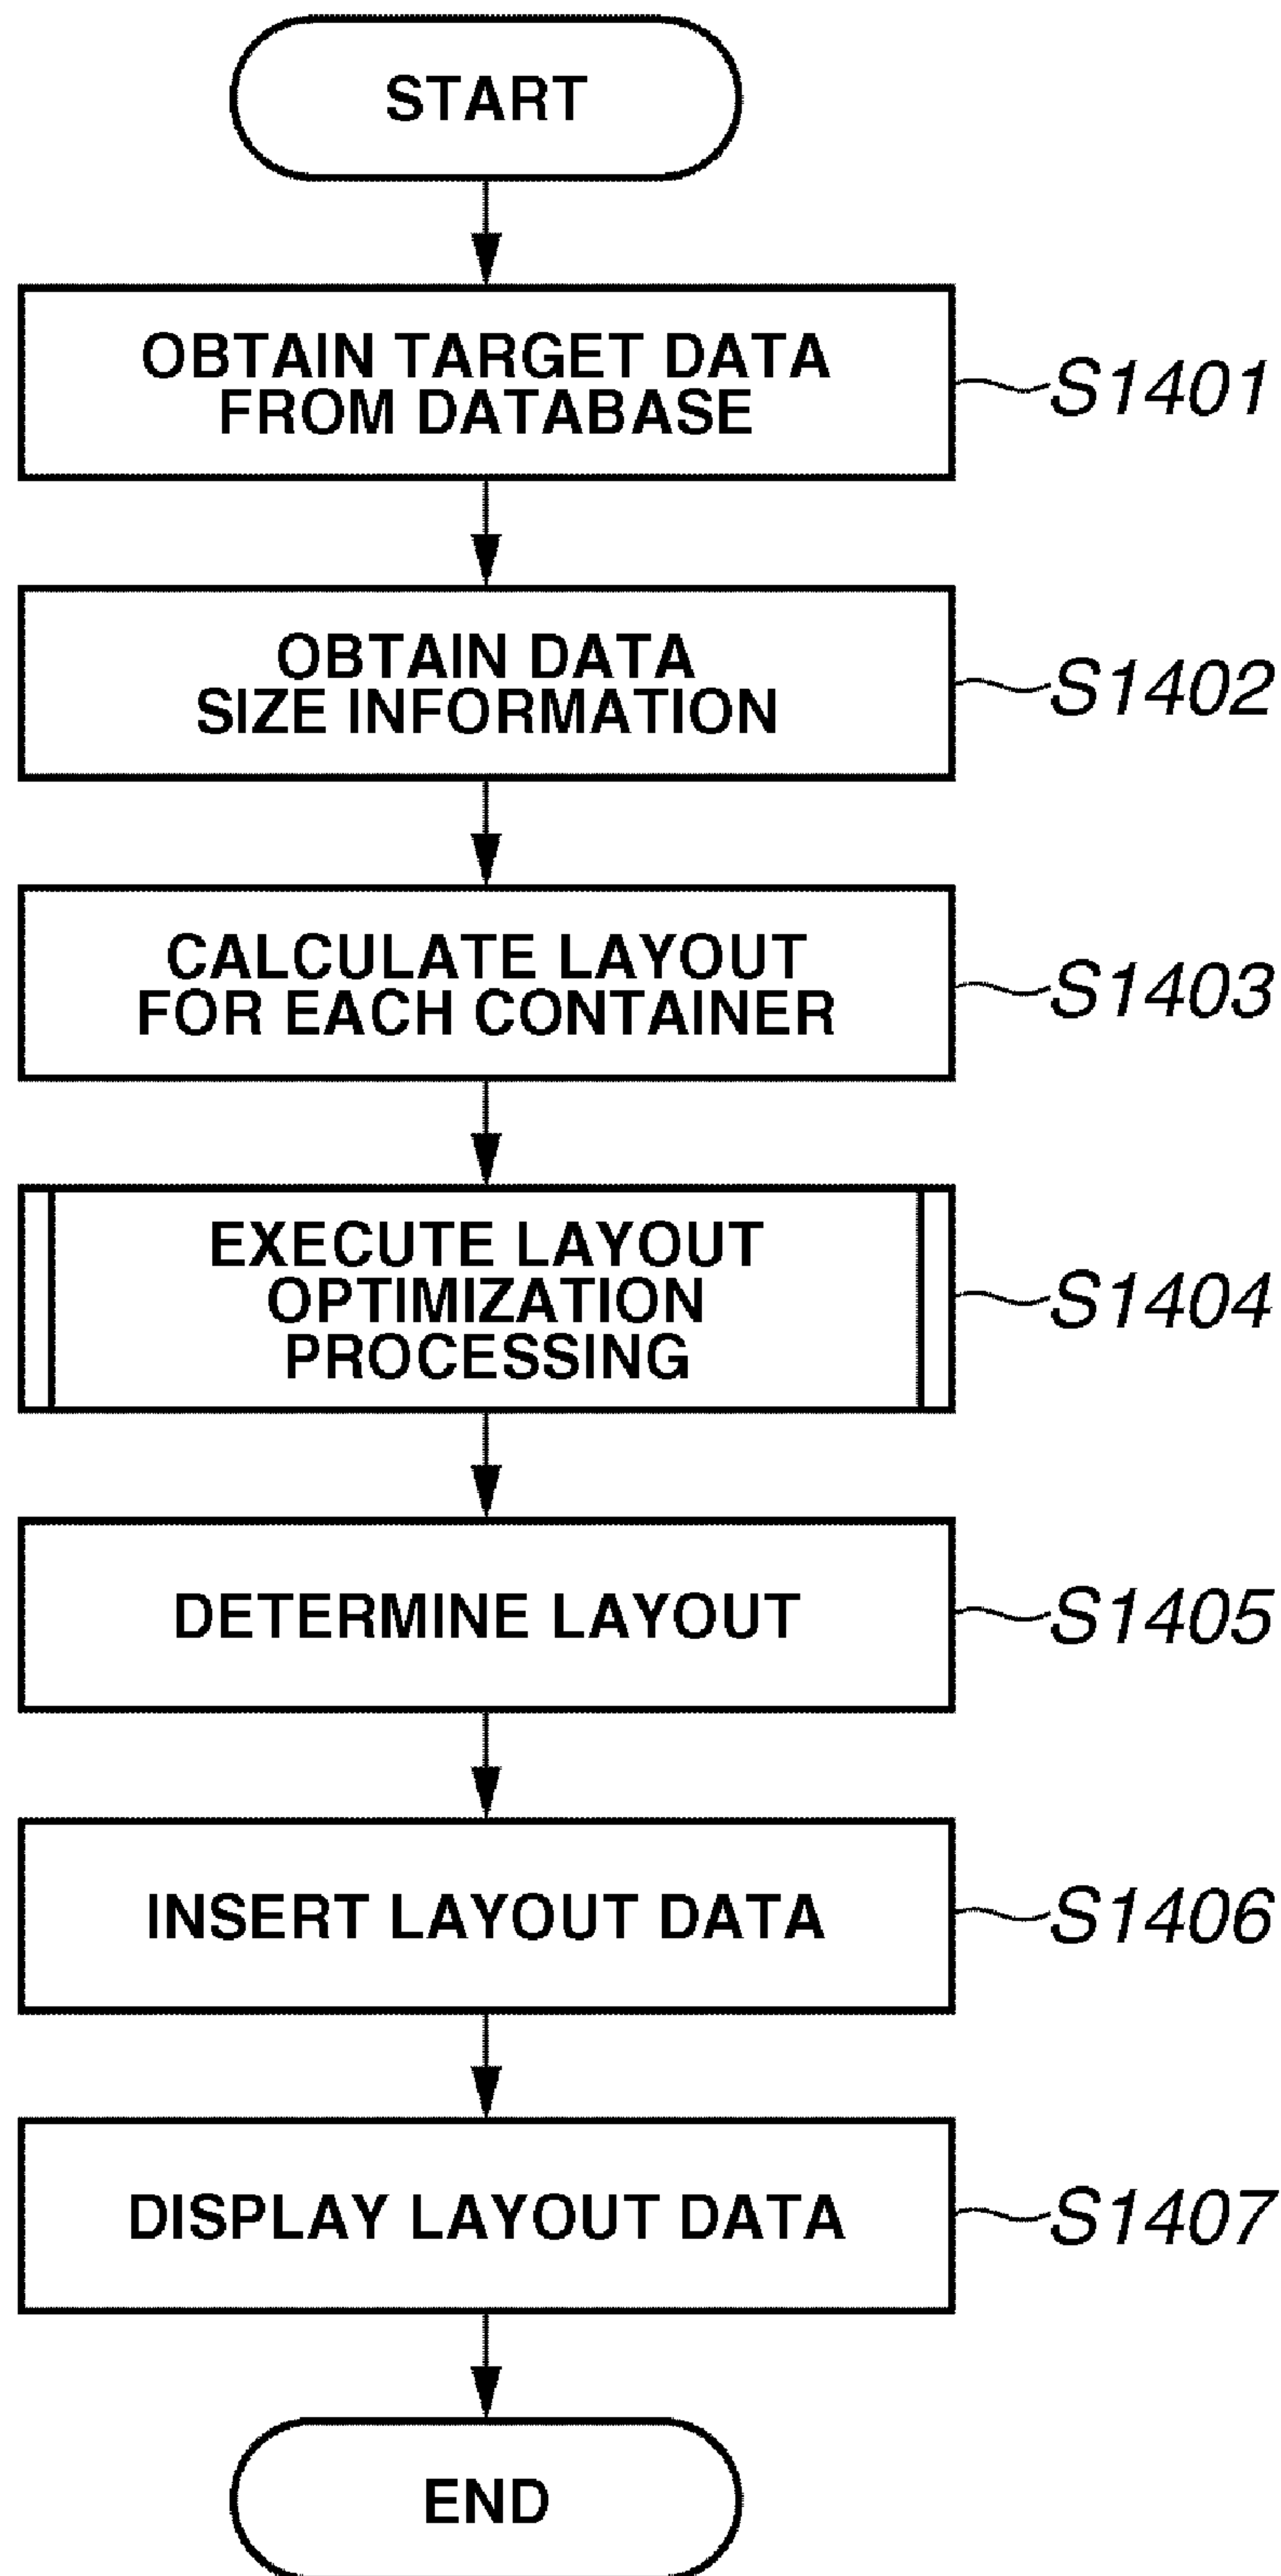 START
OBTAIN TARGET DATA
FROM DATABASE
S1401
OBTAIN DATA
SIZE INFORMATION
S1402
CALCULATE LAYOUT
FOR EACH CONTAINER
S1403
EXECUTE LAYOUT
OPTIMIZATION
PROCESSING
S1404
DETERMINE LAYOUT
S1405
INSERT LAYOUT DATA
S1406
DISPLAY LAYOUT DATA
S1407
END